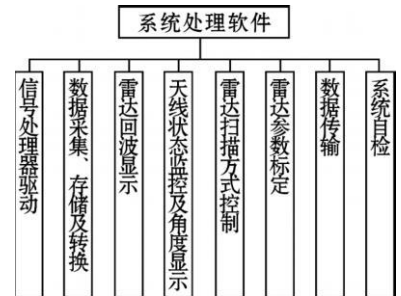 系统处理软件
信号处理器驱动
数据采集、存储及转换
雷达回波显示
天线状态监控及角度显示
雷达扫描方式控制
雷达参数标定
数据传输
系统自检